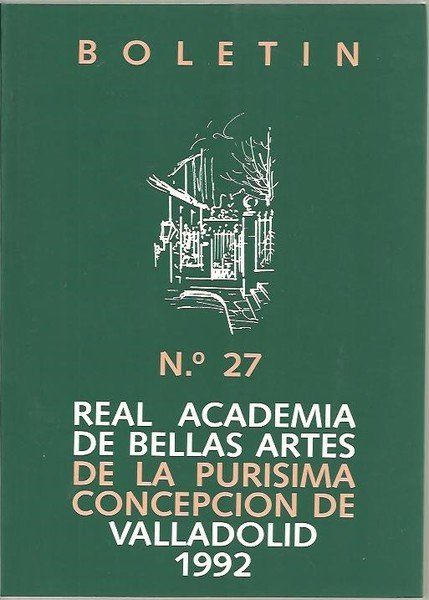 BOLETIN
N.º 27
REAL ACADEMIA
DE BELLAS ARTES
DE LA PURISIMA
CONCEPCION DE
VALLADOLID
1992